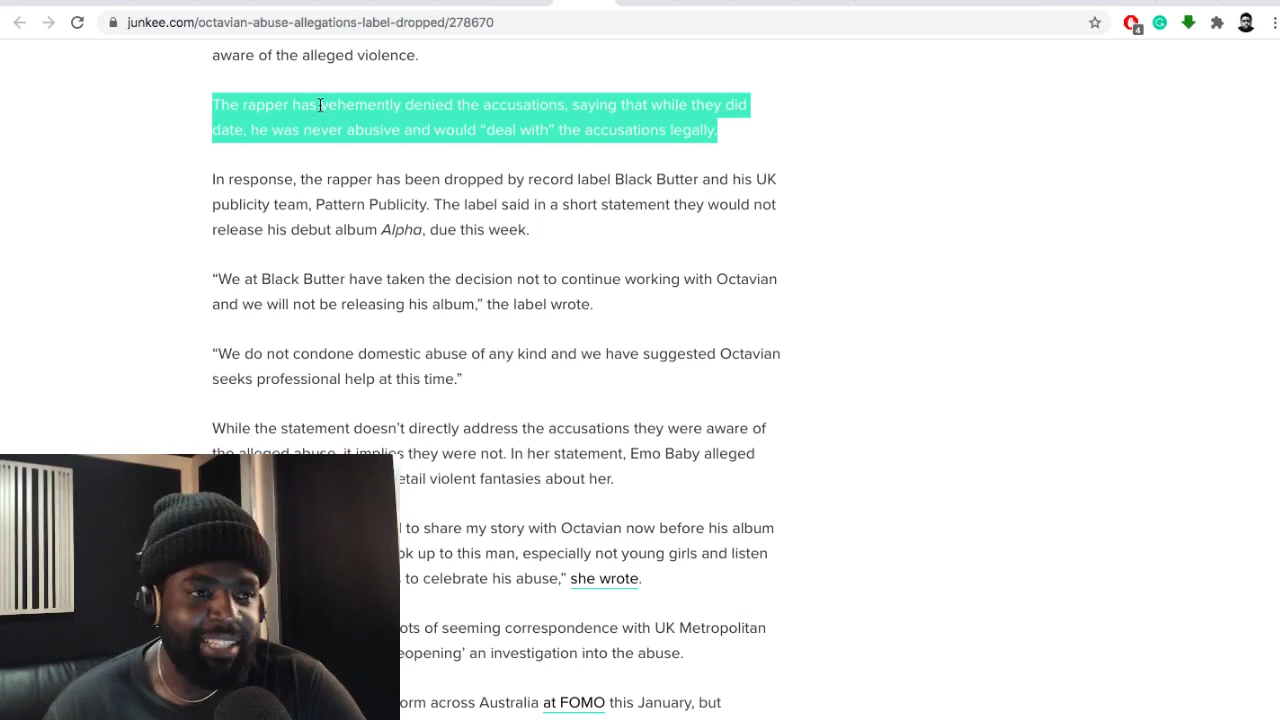 junkee.com/octavian-abuse-allegations-label-dropped/278670
4
aware of the alleged violence.
The rapper has vehemently denied the accusations, saying that while they did
date, he was never abusive and would “deal with” the accusations legally.
In response, the rapper has been dropped by record label Black Butter and his UK
publicity team, Pattern Publicity. The label said in a short statement they would not
release his debut album Alpha, due this week.
“We at Black Butter have taken the decision not to continue working with Octavian
and we will not be releasing his album,” the label wrote.
“We do not condone domestic abuse of any kind and we have suggested Octavian
seeks professional help at this time.”
While the statement doesn’t directly address the accusations they were aware of
the alleged abuse, it implies they were not. In her statement, Emo Baby alleged
etail violent fantasies about her.
l to share my story with Octavian now before his album
ok up to this man, especially not young girls and listen
s to celebrate his abuse,” she wrote.
ots of seeming correspondence with UK Metropolitan
eopening’ an investigation into the abuse.
orm across Australia at FOMO this January, but